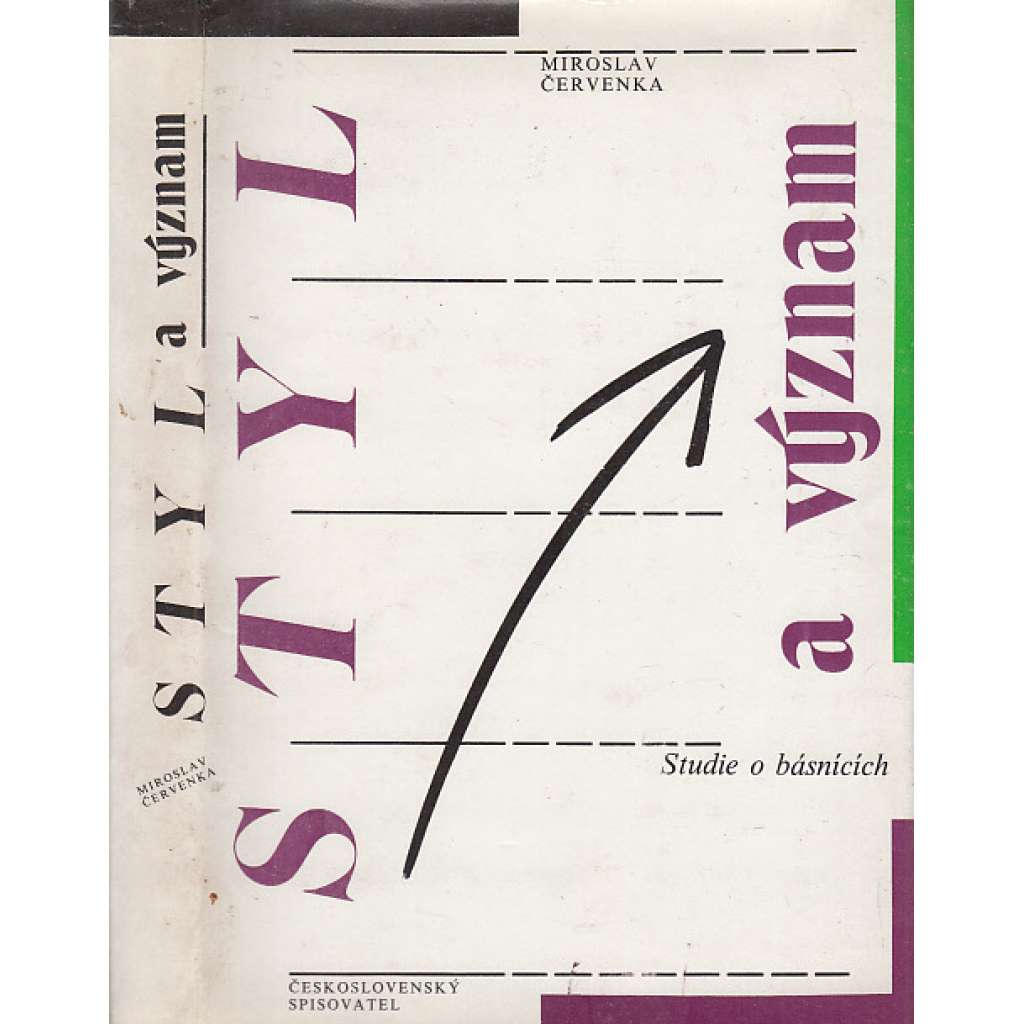 MIROSLAV
ČERVENKA
STYL a význam
MIROSLAV
ČERVENKA
STYL
a význam
Studie o básnících
ČESKOSLOVENSKÝ
SPISOVATEL